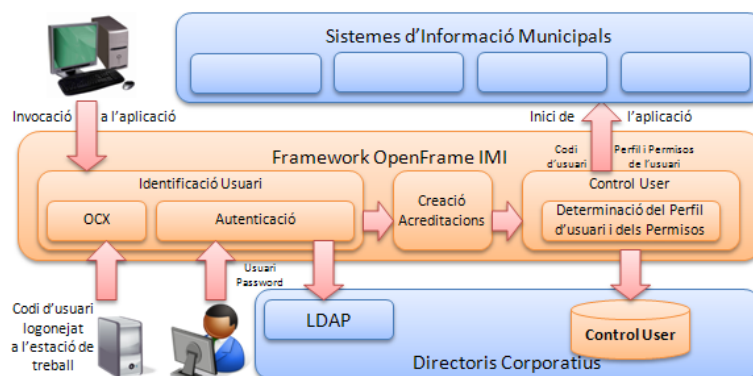 Sistemes d'Informació Municipals
Invocació a l'aplicació
Inici de l'aplicació
Codi
d'usuari
Perfil i Permisos
de l'usuari
Framework OpenFrame IMI
Identificació Usuari
OCX
Autenticació
Creació
Acreditacions
Control User
Determinació del Perfil
d'usuari i dels Permisos
Usuari
Password
Codi d'usuari
logonejat
a l'estació de
treball
LDAP
Control User
Directoris Corporatius